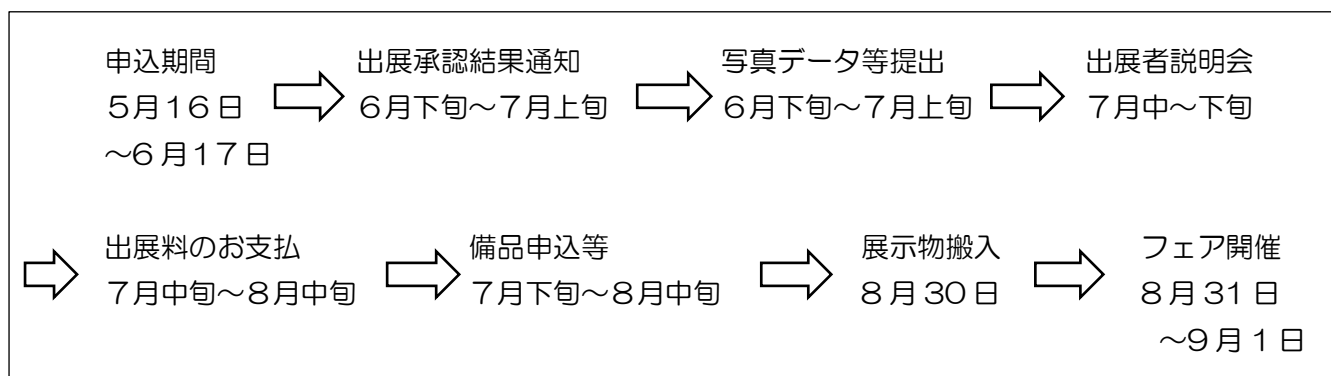 申込期間
５月１６日
～６月１７日
出展承認結果通知
６月下旬～７月上旬
写真データ等提出
６月下旬～７月上旬
出展者説明会
７月中～下旬
出展料のお支払
７月中旬～８月中旬
備品申込等
７月下旬～８月中旬
展示物搬入
８月30日
フェア開催
８月31日
～９月１日